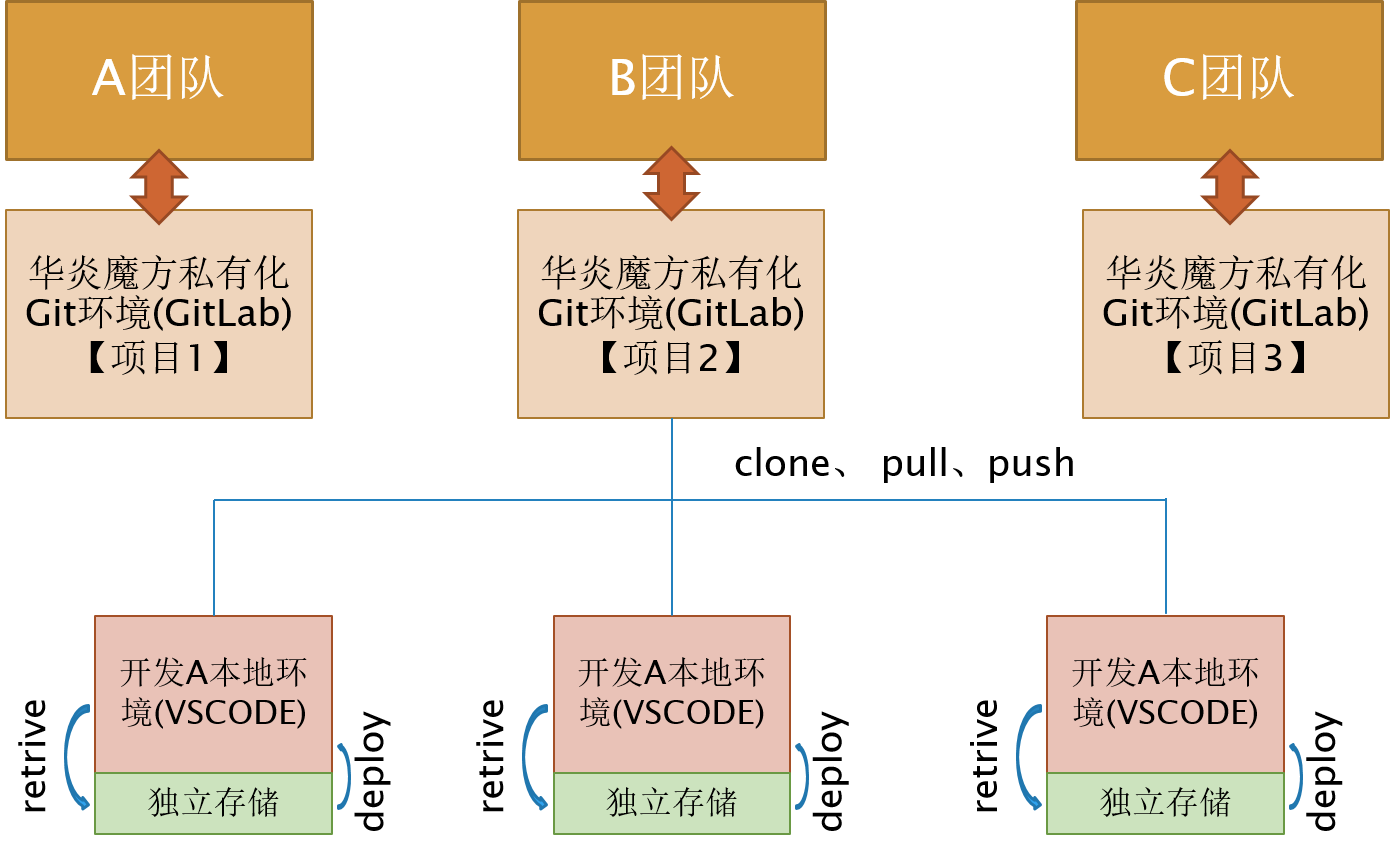 A团队
B团队
C团队
华炎魔方私有化
Git环境(GitLab)
【项目1】
华炎魔方私有化
Git环境(GitLab)
【项目2】
华炎魔方私有化
Git环境(GitLab)
【项目3】
clone、 pull、push
retrive
开发A本地环
境(VSCODE)
独立存储
deploy
retrive
开发A本地环
境(VSCODE)
独立存储
deploy
retrive
开发A本地环
境(VSCODE)
独立存储
deploy